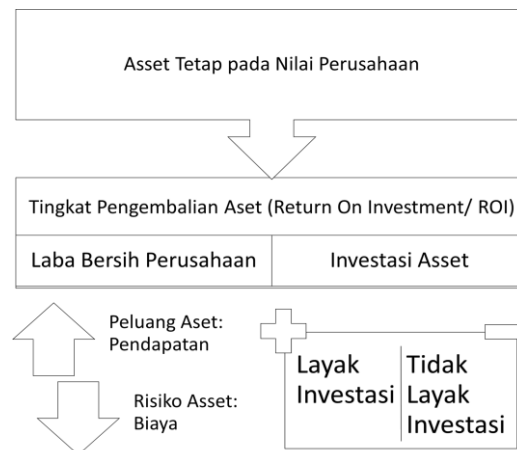 Asset Tetap pada Nilai Perusahaan
Tingkat Pengembalian Aset (Return On Investment/ ROI)
Laba Bersih Perusahaan
Investasi Asset
Peluang Aset:
Pendapatan
Risiko Asset:
Biaya
Layak
Investasi
Tidak
Layak
Investasi